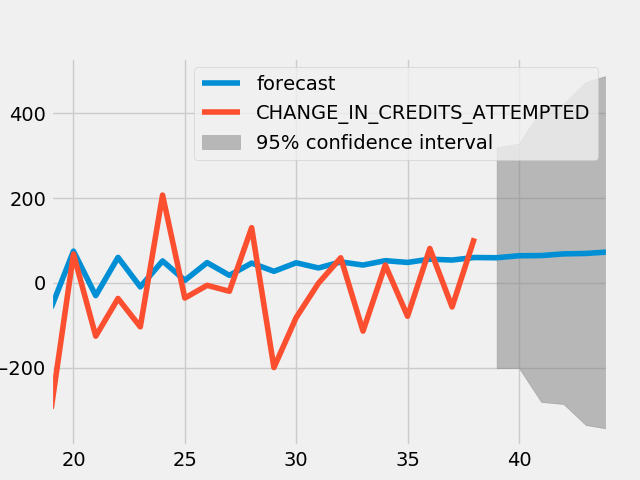 forecast
CHANGE_IN_CREDITS_ATTEMPTED
95% confidence interval
400
200
0
−200
20 25 30 35 40